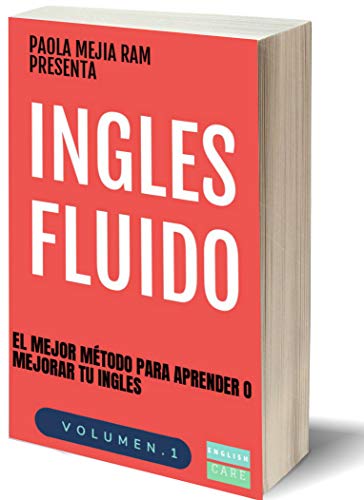 PAOLA MEJIA RAM
PRESENTA
INGLES
FLUIDO
EL MEJOR MÉTODO PARA APRENDER O
MEJORAR TU INGLES
VOLUMEN.1
ENGLISH
CARE